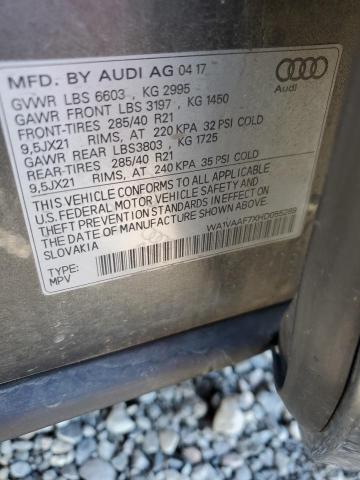 MFD. BY AUDI AG 04 17
GVWR LBS 6603 , KG 2995
GAWR FRONT LBS 3197 , KG 1450
FRONT-TIRES 285/40 R21
9,5JX21 RIMS, AT 220 KPA 32 PSI COLD
GAWR REAR LBS3803 , KG 1725
REAR-TIRES 285/40 R21
9,5JX21 RIMS, AT 240 KPA 35 PSI COLD
THIS VEHICLE CONFORMS TO ALL APPLICABLE
U.S. FEDERAL MOTOR VEHICLE SAFETY AND
THEFT PREVENTION STANDARDS IN EFFECT ON
THE DATE OF MANUFACTURE SHOWN ABOVE
SLOVAKIA
WA1VAAF7XHD055289
TYPE:
MPV
Audi